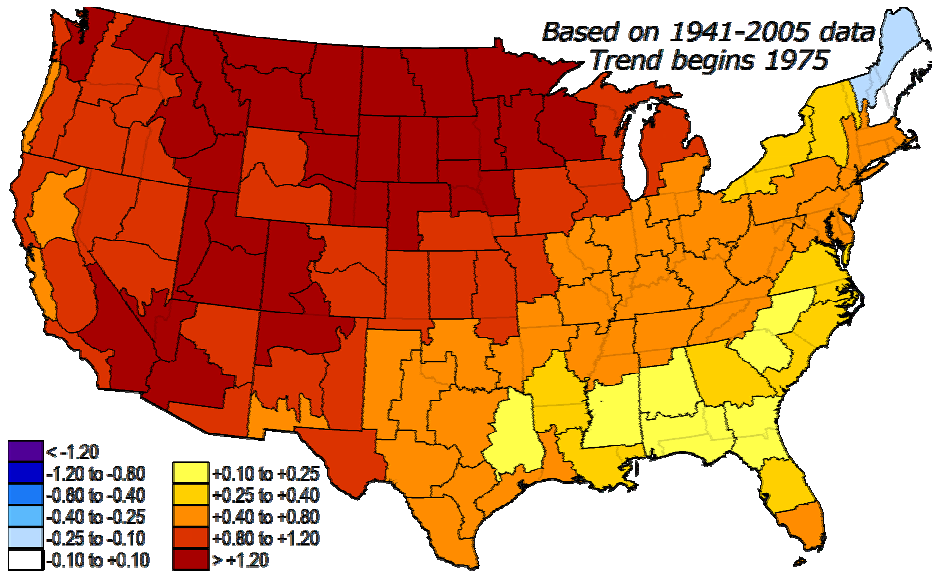 Based on 1941-2005 data
Trend begins 1975
< -1.20
-1.20 to -0.80
-0.80 to -0.40
-0.40 to -0.25
-0.25 to -0.10
-0.10 to +0.10
+0.10 to +0.25
+0.25 to +0.40
+0.40 to +0.80
+0.80 to +1.20
> +1.20